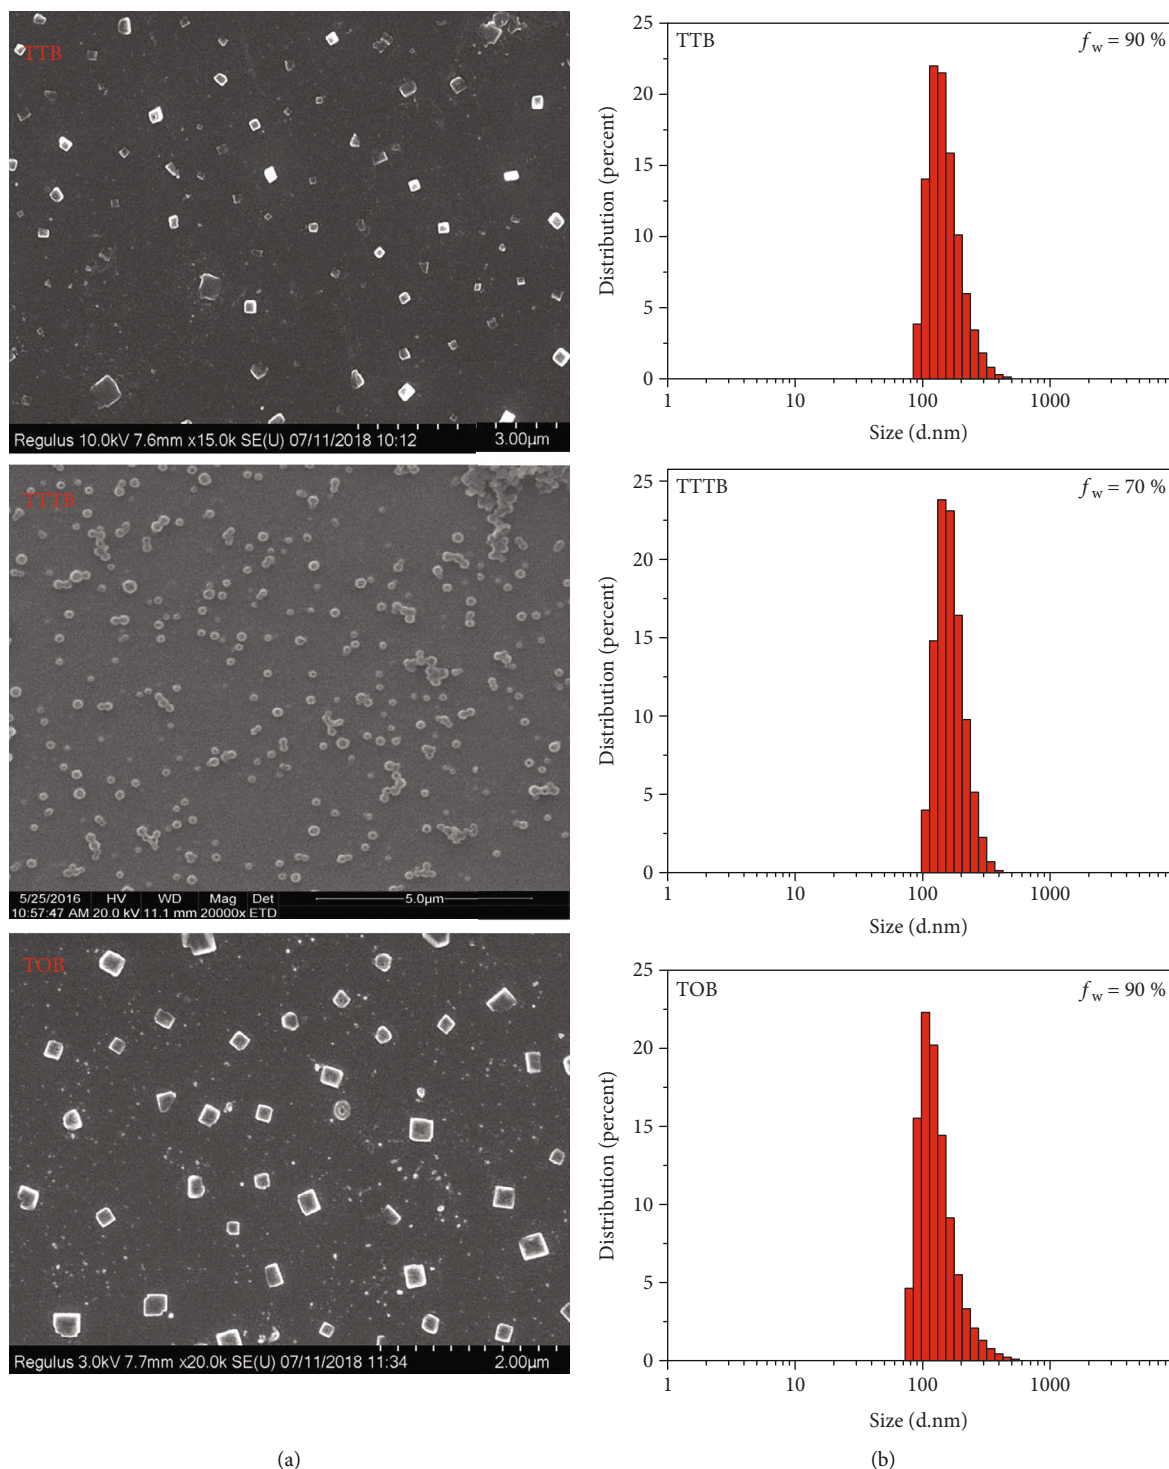 TTB
Regulus 10.0kV 7.6mm x15.0k SE(U) 07/11/2018 10:12
3.00μm
25
20
15
10
5
0
Distribution (percent)
TTB
f w = 90 %
1
10
100
1000
Size (d.nm)
TTTB
5/25/2016 HV WD Mag Det
5.0μm
10:57:47 AM 20.0 kV 11.1 mm 20000x ETD
25
20
15
10
5
0
Distribution (percent)
TTTB
f w = 70 %
1
10
100
1000
Size (d.nm)
TOB
Regulus 3.0kV 7.7mm x20.0k SE(U) 07/11/2018 11:34
2.00μm
25
20
15
10
5
0
Distribution (percent)
TOB
f w = 90 %
1
10
100
1000
Size (d.nm)
(a)
(b)